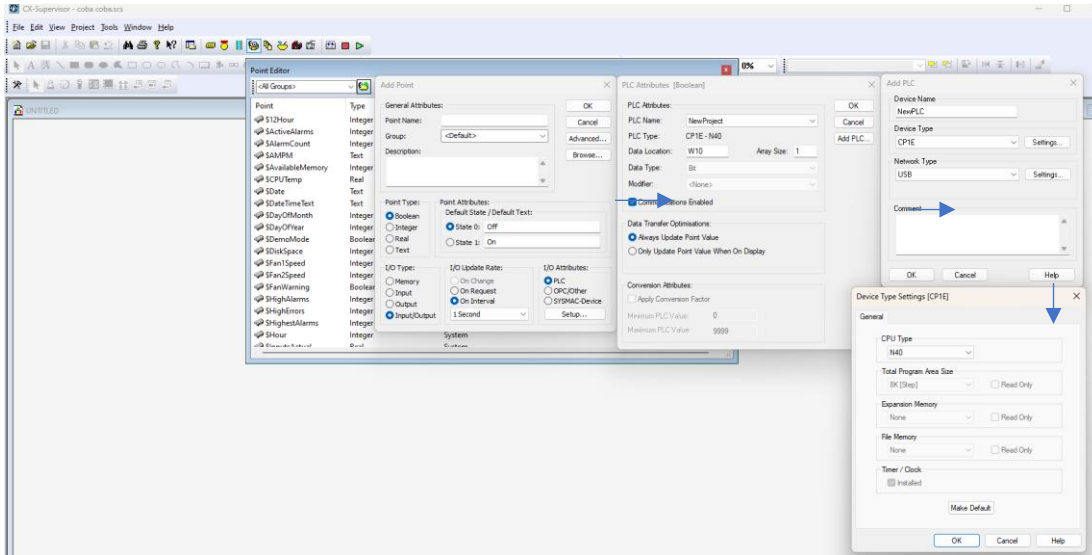 CX-Supervisor - coba coba.scs
File Edit View Project Tools Window Help
UNTITLED
Point Editor
<All Groups>
Point Type
$12Hour Integer
$ActiveAlarms Integer
$AlarmCount Integer
$AMPM Text
$AvailableMemory Integer
$CPUTemp Real
$Date Text
$DateTimeText Text
$DayOfMonth Integer
$DayOfYear Integer
$DemoMode Boolear
$DiskSpace Integer
$Fan1Speed Integer
$Fan2Speed Integer
$FanWarning Boolear
$HighAlarms Integer
$HighErrors Integer
$HighestAlarms Integer
$Hour Integer System
Real System
Add Point
General Attributes:
Point Name:
Group: <Default>
Description:
OK
Cancel
Advanced...
Browse...
Point Type:
Boolean
Integer
Real
Text
Point Attributes:
Default State / Default Text:
State 0: Off
State 1: On
I/O Type:
Memory
Input
Output
Input/Output
I/O Update Rate:
On Change
On Request
On Interval
1 Second
I/O Attributes:
PLC
OPC/Other
SYSMAC-Device
Setup...
PLC Attributes [Boolean]
PLC Attributes:
PLC Name: NewProject
PLC Type: CP1E - N40
Data Location: W10 Array Size: 1
Data Type: Bit
Modifier: <None>
Communications Enabled
OK
Cancel
Add PLC...
Data Transfer Optimisations:
Always Update Point Value
Only Update Point Value When On Display
Conversion Attributes:
Apply Conversion Factor
Minimum PLC Value: 0
Maximum PLC Value 9999
0%
Add PLC
Device Name
NewPLC
Device Type
CP1E Settings...
Network Type
USB Settings...
Comment
OK Cancel Help
Device Type Settings [CP1E]
General
CPU Type
N40
Total Program Area Size
8K [Step] Read Only
Expansion Memory
None Read Only
File Memory
None Read Only
Timer / Clock
Installed
Make Default
OK Cancel Help